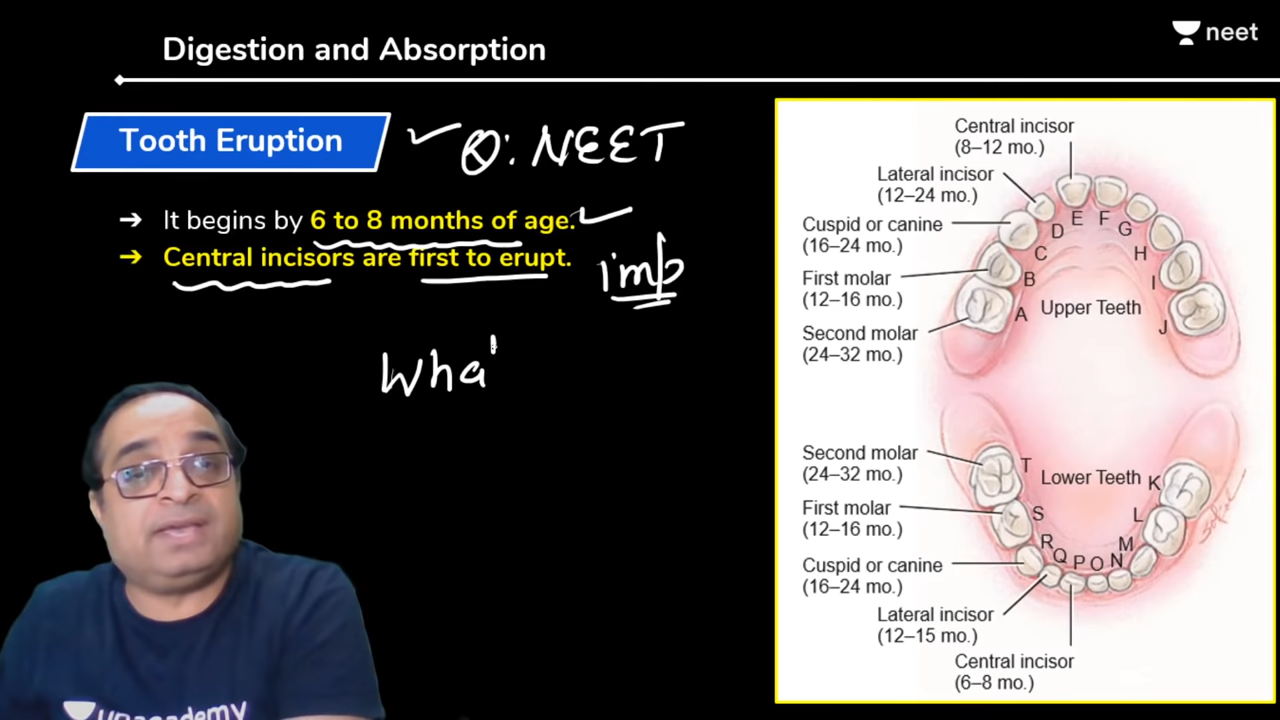 Digestion and Absorption
neet
Tooth Eruption
Q: NEET
➔ It begins by 6 to 8 months of age.
➔ Central incisors are first to erupt.
imp
Wha
Central incisor
(8–12 mo.)
Lateral incisor
(12–24 mo.)
Cuspid or canine
(16–24 mo.)
First molar
(12–16 mo.)
Second molar
(24–32 mo.)
A B C D E F G H I J
Upper Teeth
Second molar
(24–32 mo.)
First molar
(12–16 mo.)
Cuspid or canine
(16–24 mo.)
Lateral incisor
(12–15 mo.)
Central incisor
(6–8 mo.)
Lower Teeth
T S R Q P O N M L K
unacademy